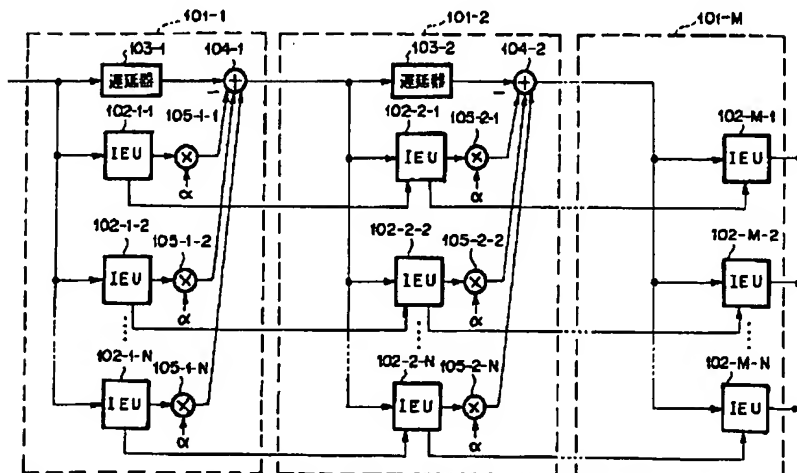 101-1
101-2
101-M
103-1
104-1
103-2
104-2
遅延器
+
遅延器
+
−
−
102-1-1
105-1-1
102-2-1
105-2-1
102-M-1
IEU
×
IEU
×
IEU
α
α
102-1-2
105-1-2
102-2-2
105-2-2
102-M-2
IEU
×
IEU
×
IEU
α
α
102-1-N
105-1-N
102-2-N
105-2-N
102-M-N
IEU
×
IEU
×
IEU
α
α